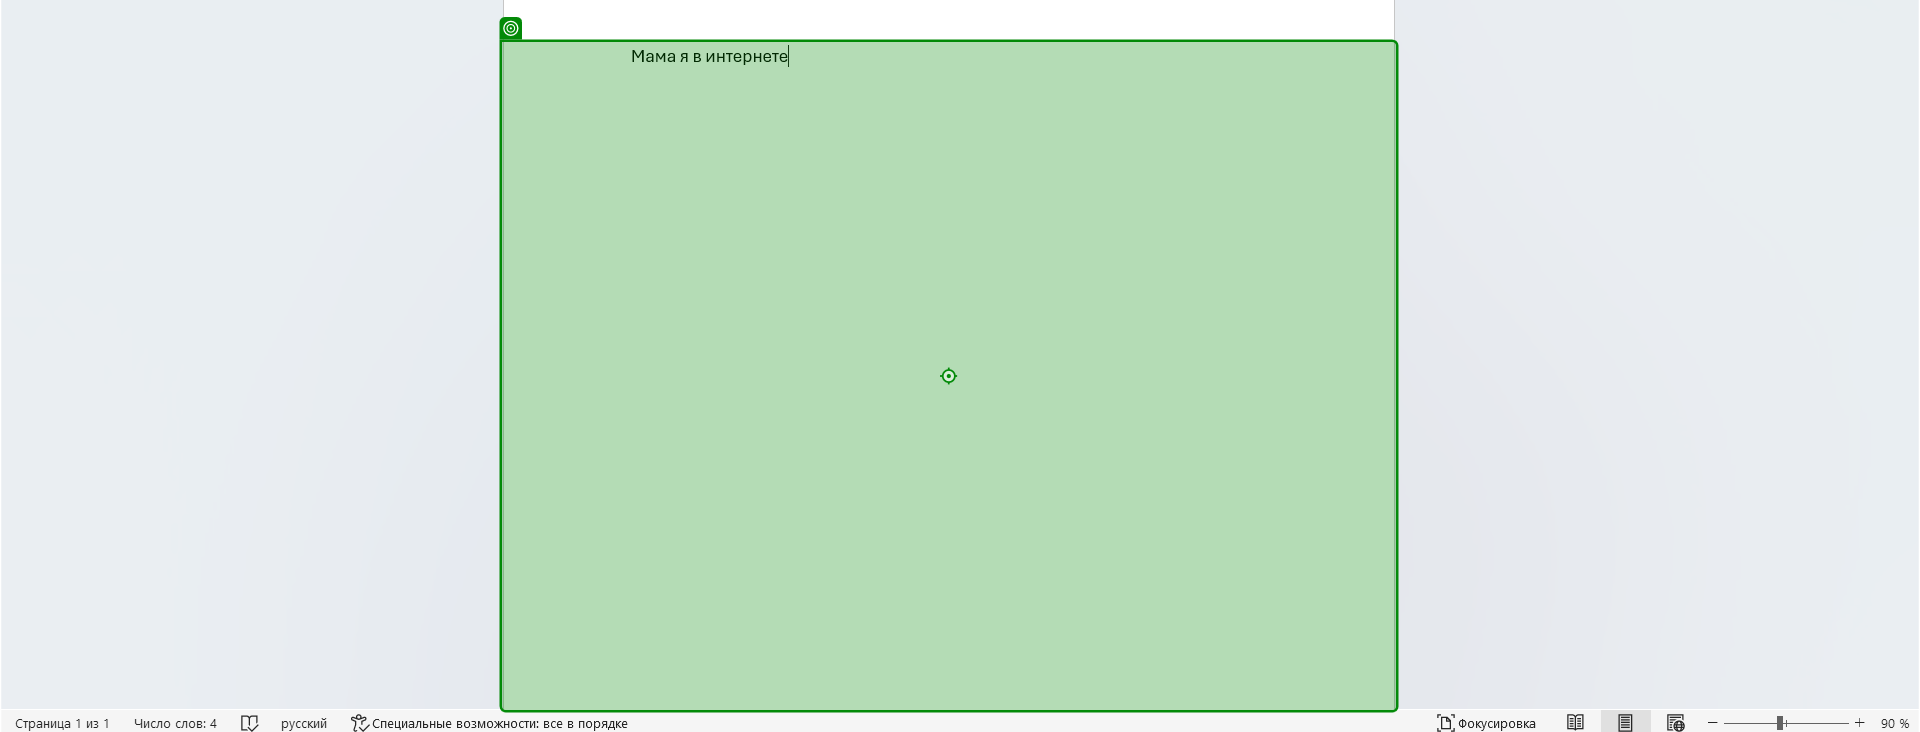 Мама я в интернете
Страница 1 из 1 Число слов: 4 русский Специальные возможности: все в порядке Фокусировка 90 %